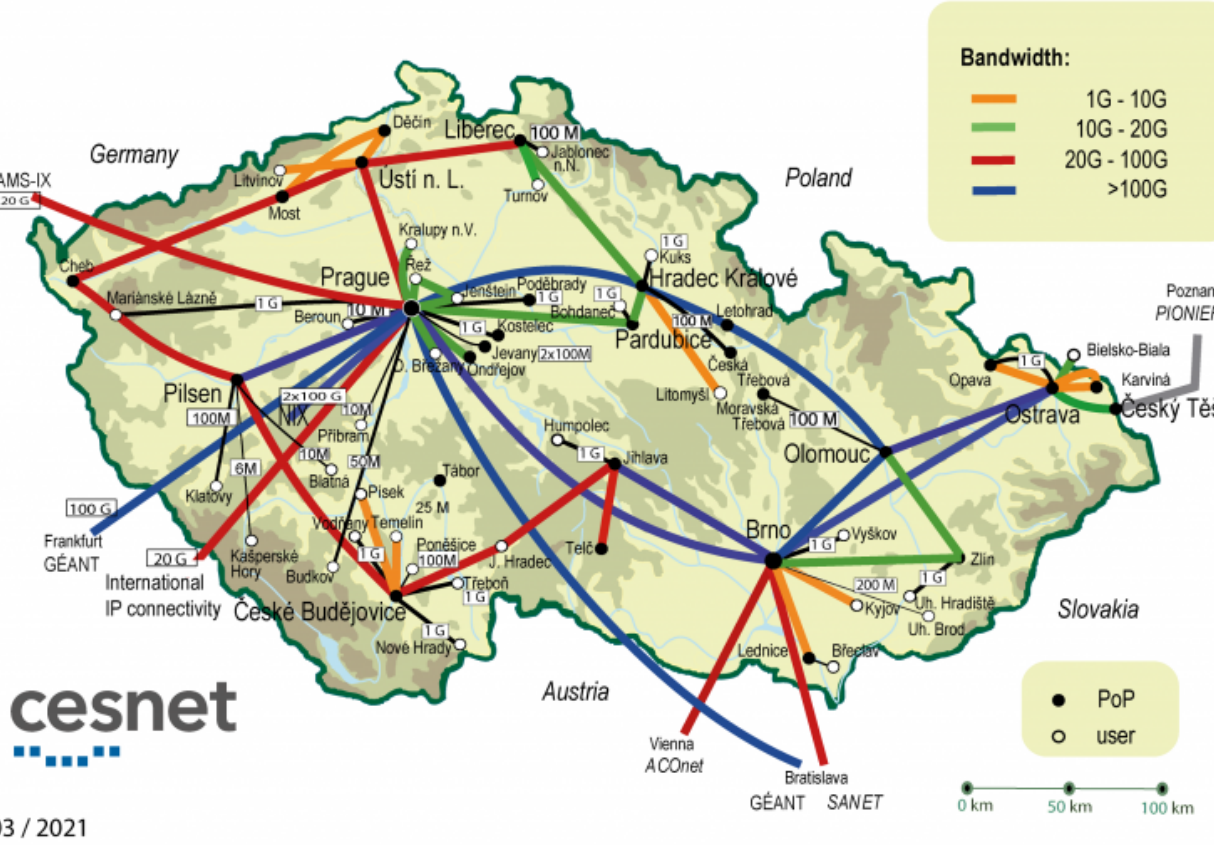 Bandwidth:
1G - 10G
10G - 20G
20G - 100G
>100G
Germany
Poland
AMS-IX
20 G
Děčín
Liberec
100 M
Jablonec
n.N.
Litvínov
Ústí n. L.
Turnov
Most
Kralupy n.V.
1 G
Kuks
Cheb
Řež
Prague
Hradec Králové
Mariánské Lázně
1 G
Jenštejn
Poděbrady
1 G
1 G
Bohdaneč
Beroun
10 M
Letohrad
1 G
Kostelec
100 M
Pardubice
Jevany
2x100M
D. Břežany
Ondřejov
Česká
Třebová
Poznan
PIONIER
Bielsko-Biala
1 G
Opava
Karviná
Ostrava
Český Těš
Pilsen
2x100 G
NIX
Litomyšl
Moravská
Třebová
100 M
100M
10M
Příbram
Humpolec
1 G
Jihlava
Olomouc
10M
50M
6M
Blatná
Tábor
Klatovy
Písek
25 M
100 G
Frankfurt
GÉANT
Vodňany
Temelín
Brno
Vyškov
1 G
20 G
International
IP connectivity
Kašperské
Hory
1 G
Poněšice
100M
J. Hradec
Telč
Zlín
Budkov
Třeboň
1 G
200 M
1 G
České Budějovice
Kyjov
Uh. Hradiště
Uh. Brod
Slovakia
1 G
Nové Hrady
Lednice
Břeclav
Austria
cesnet
PoP
user
Vienna
ACOnet
Bratislava
GÉANT
SANET
0 km
50 km
100 km
03 / 2021